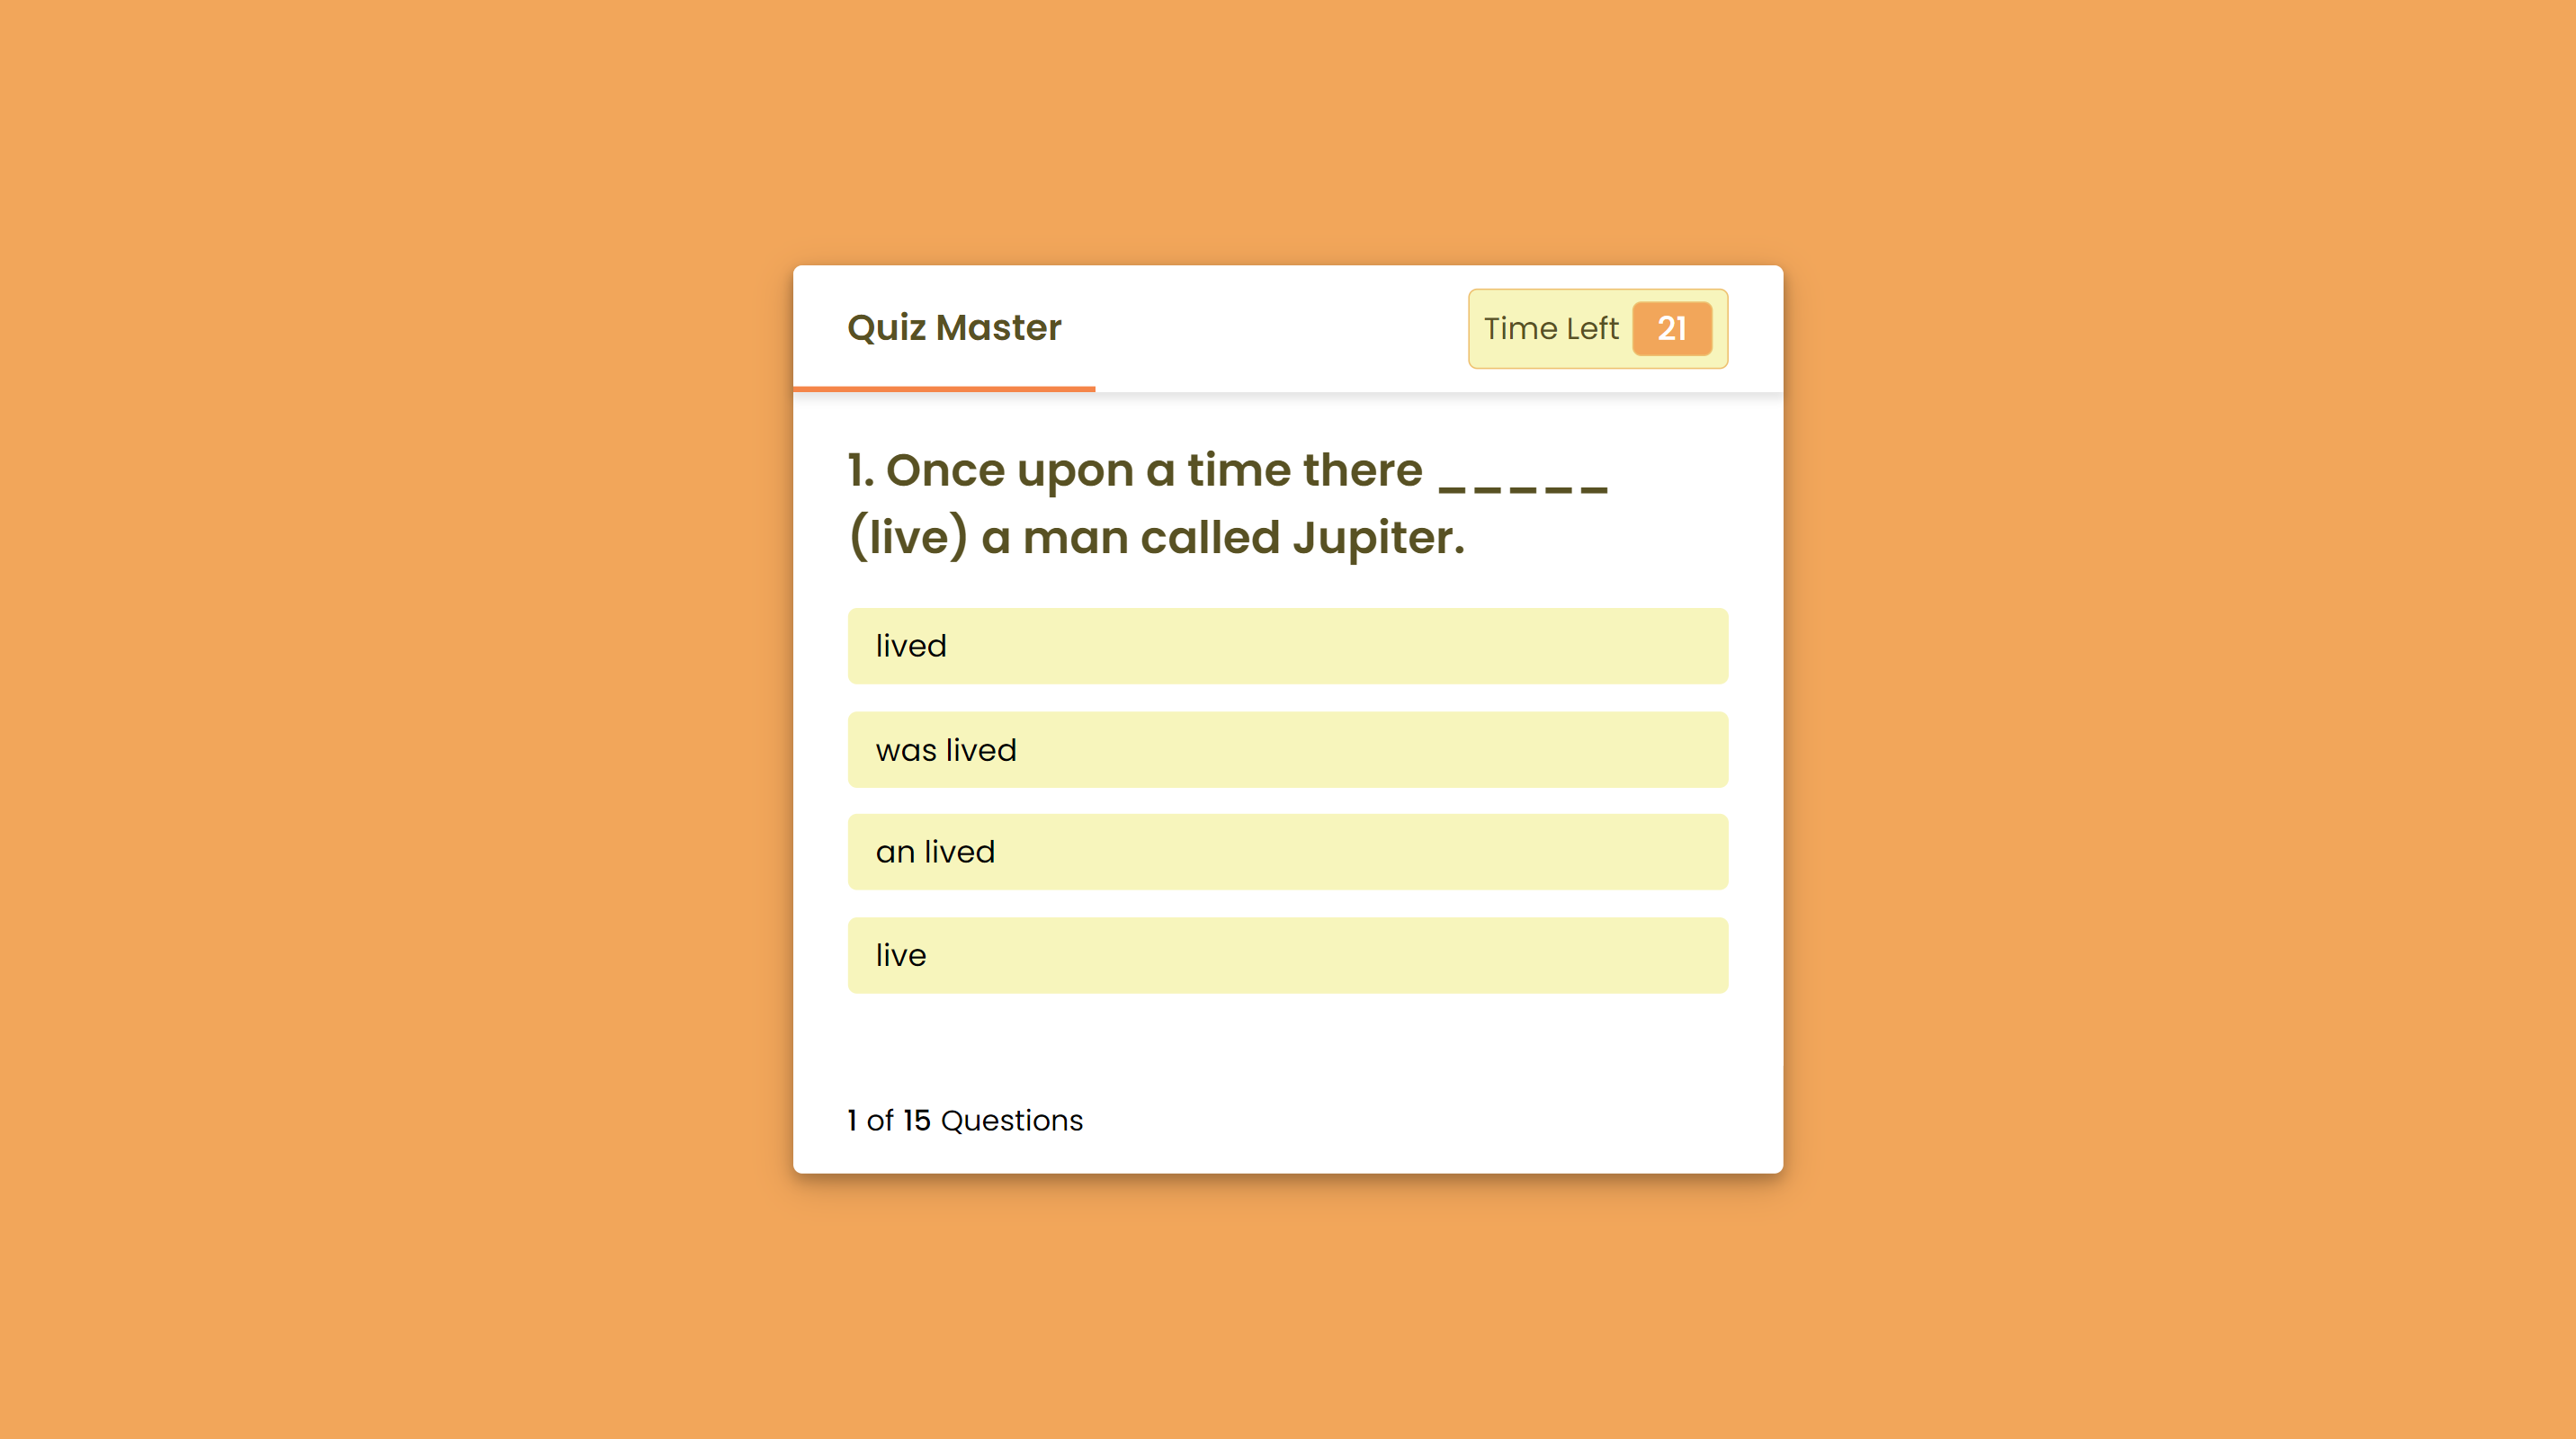 Quiz Master
Time Left 21
1. Once upon a time there _____
(live) a man called Jupiter.
lived
was lived
an lived
live
1 of 15 Questions